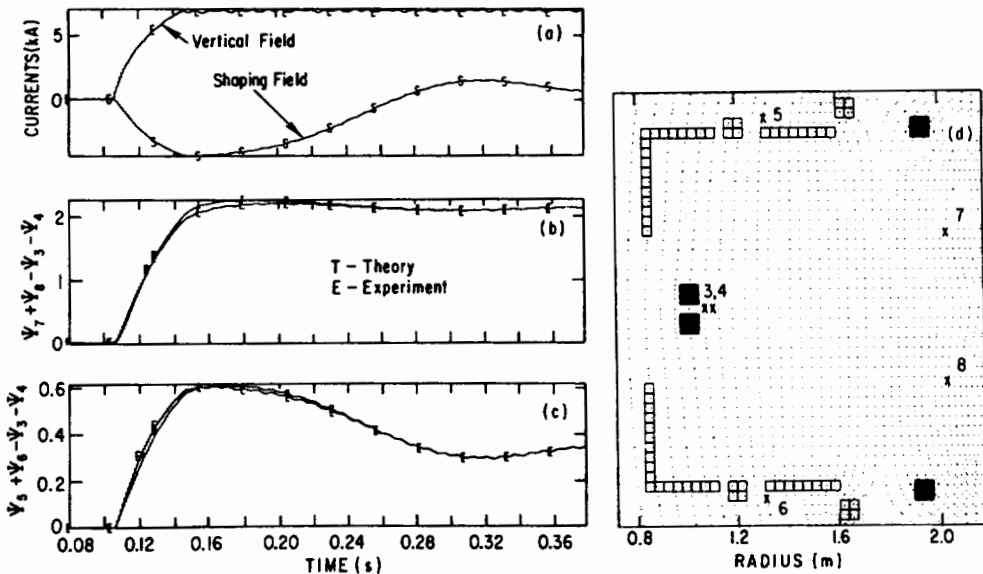 CURRENTS(kA)
5
0
(a)
Vertical Field
Shaping Field
S S S S S S S S S
Ψ7 + Ψ8 – Ψ3 – Ψ4
2
1
0
(b)
T – Theory
E – Experiment
Ψ5 + Ψ6 – Ψ3 – Ψ4
0.6
0.4
0.2
0
(c)
0.08 0.12 0.16 0.20 0.24 0.28 0.32 0.36
TIME (s)
(d)
x 5
7
x
3,4
xx
8
x
x
6
0.8 1.2 1.6 2.0
RADIUS (m)